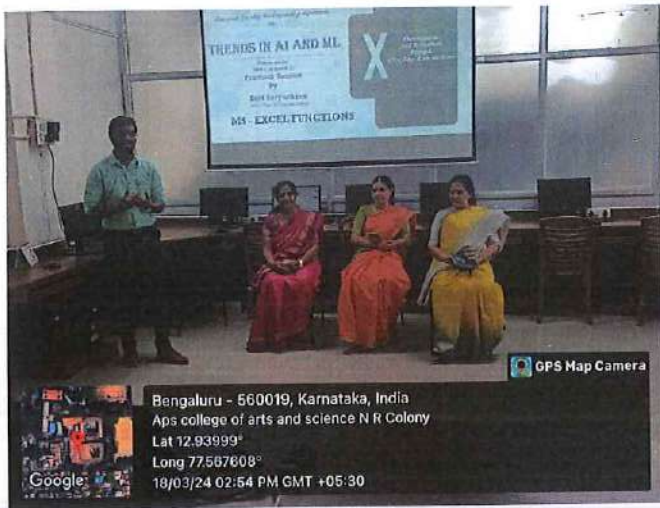 TRENDS IN AI AND ML
Practical Session
By
MS - EXCEL FUNCTIONS
X
GPS Map Camera
Bengaluru - 560019, Karnataka, India
Aps college of arts and science N R Colony
Lat 12.93999°
Long 77.567608°
18/03/24 02:54 PM GMT +05:30
Google